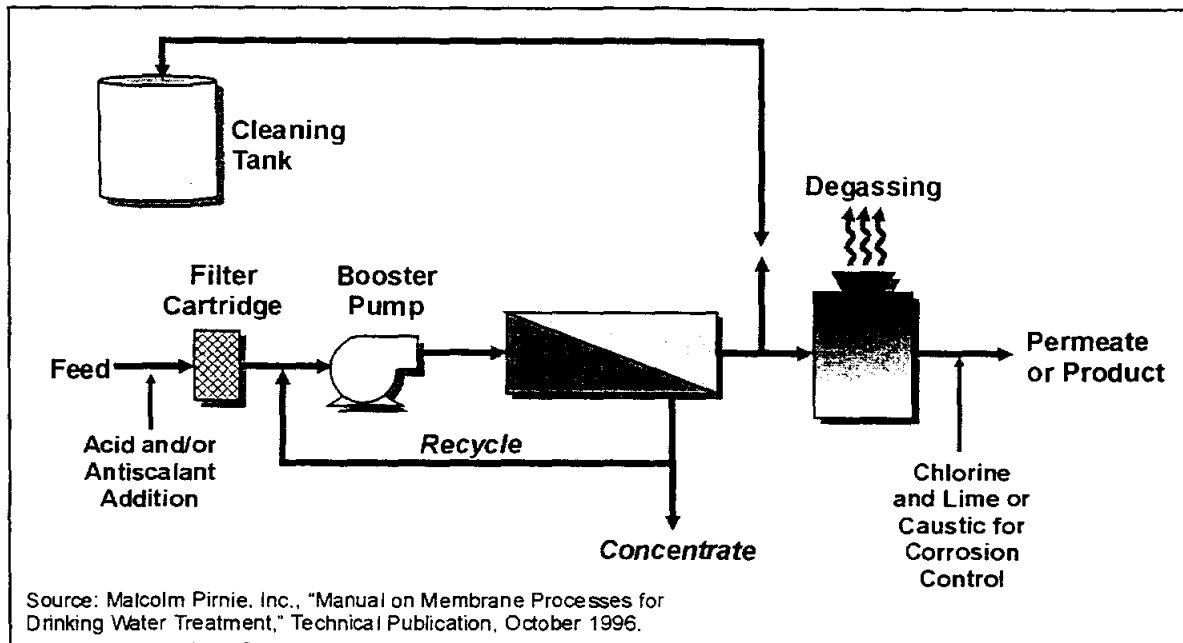 Cleaning
Tank
Degassing
Filter
Cartridge
Booster
Pump
Feed
Permeate
or Product
Acid and/or
Antiscalant
Addition
Recycle
Chlorine
and Lime or
Caustic for
Corrosion
Control
Concentrate
Source: Malcolm Pirnie, Inc., "Manual on Membrane Processes for
Drinking Water Treatment," Technical Publication, October 1996.